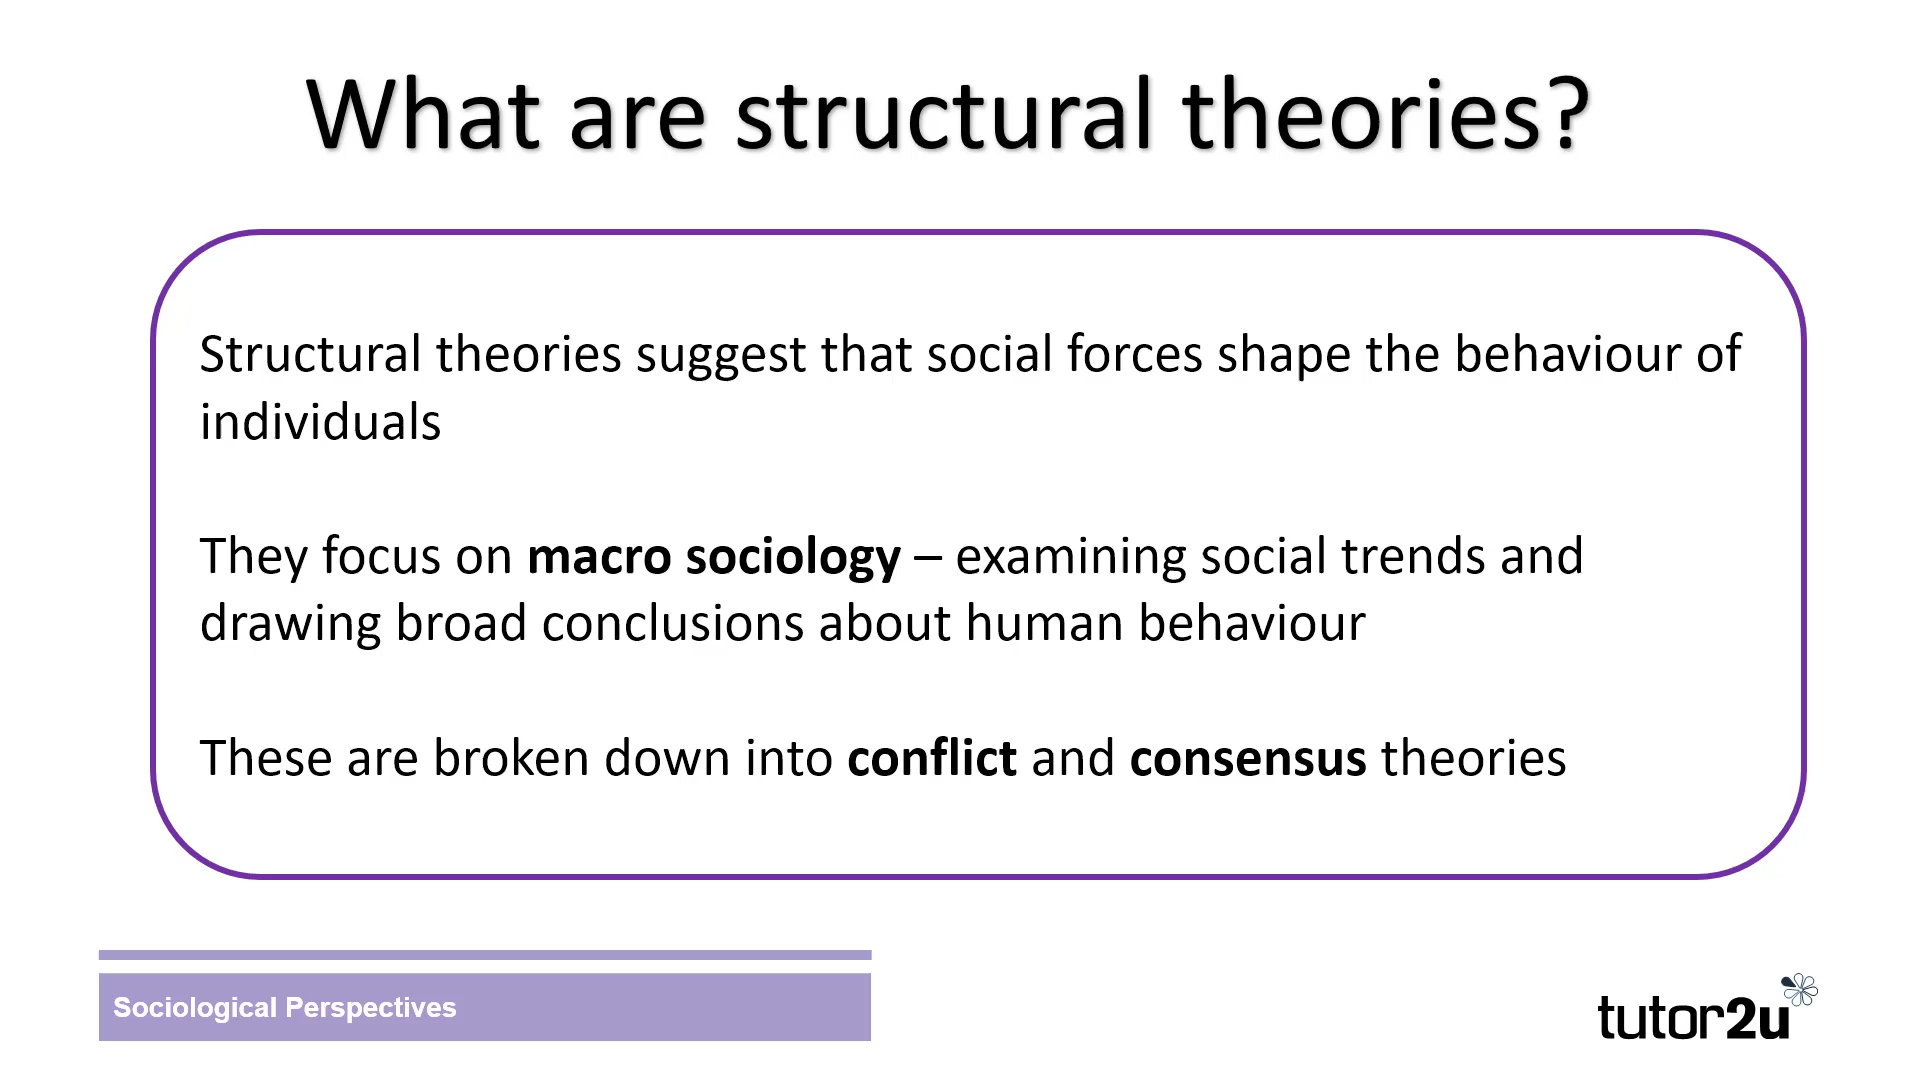 What are structural theories?
Structural theories suggest that social forces shape the behaviour of
individuals
They focus on macro sociology – examining social trends and
drawing broad conclusions about human behaviour
These are broken down into conflict and consensus theories
Sociological Perspectives
tutor2u